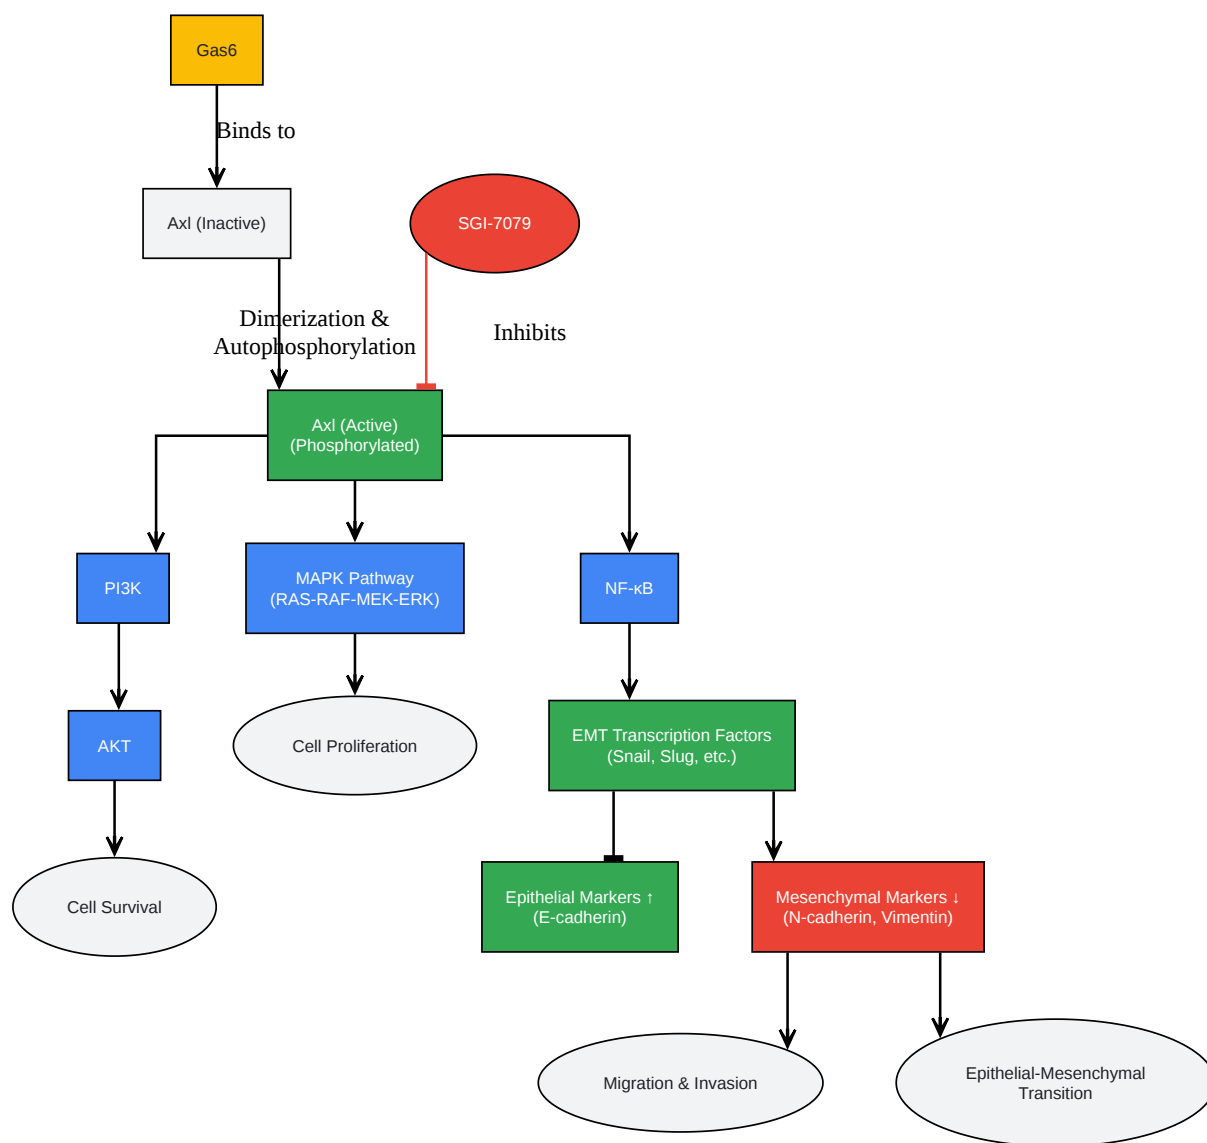 Gas6
Binds to
Axl (Inactive)
SGI-7079
Dimerization &
Autophosphorylation
Inhibits
Axl (Active)
(Phosphorylated)
PI3K
MAPK Pathway
(RAS-RAF-MEK-ERK)
NF-κB
AKT
Cell Proliferation
EMT Transcription Factors
(Snail, Slug, etc.)
Cell Survival
Epithelial Markers ↑
(E-cadherin)
Mesenchymal Markers ↓
(N-cadherin, Vimentin)
Migration & Invasion
Epithelial-Mesenchymal
Transition